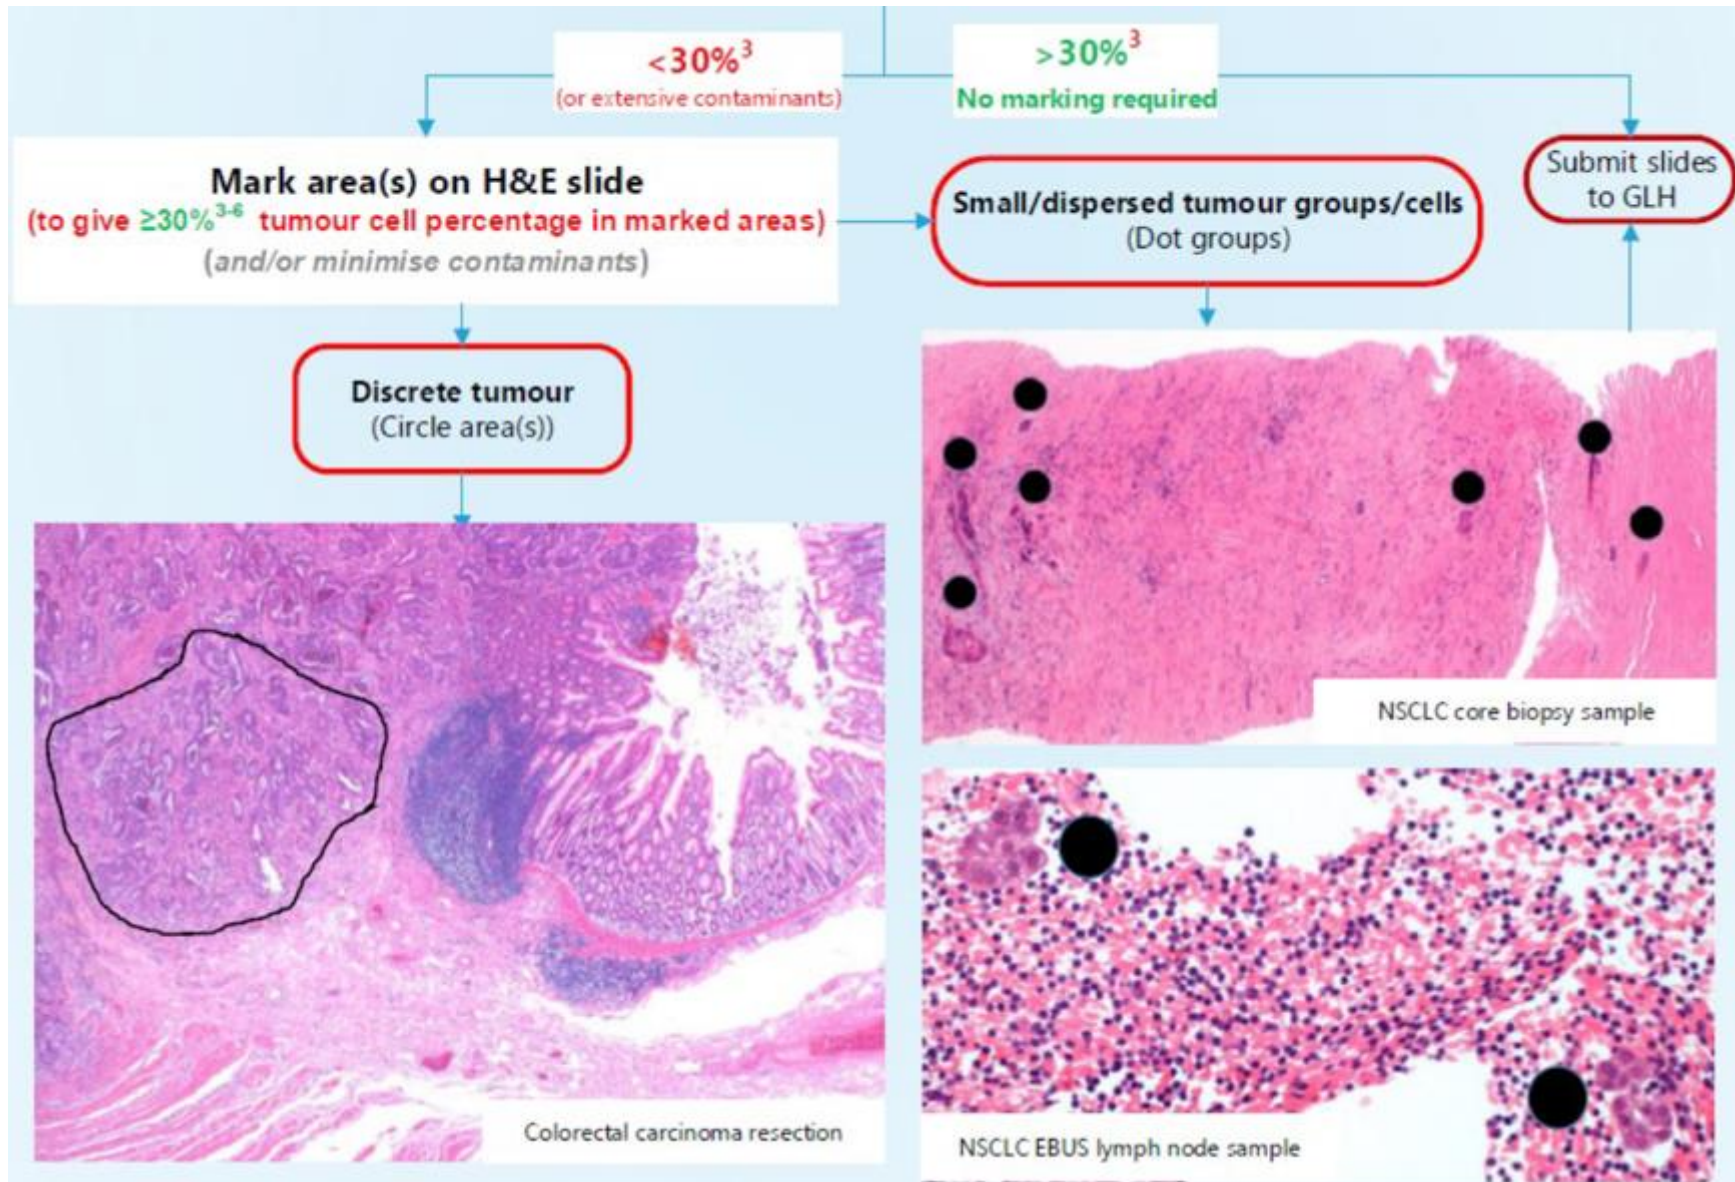 <30%3
(or extensive contaminants)
>30%3
No marking required
Mark area(s) on H&E slide
(to give ≥30%3-6 tumour cell percentage in marked areas)
(and/or minimise contaminants)
Small/dispersed tumour groups/cells
(Dot groups)
Submit slides
to GLH
Discrete tumour
(Circle area(s))
NSCLC core biopsy sample
Colorectal carcinoma resection
NSCLC EBUS lymph node sample